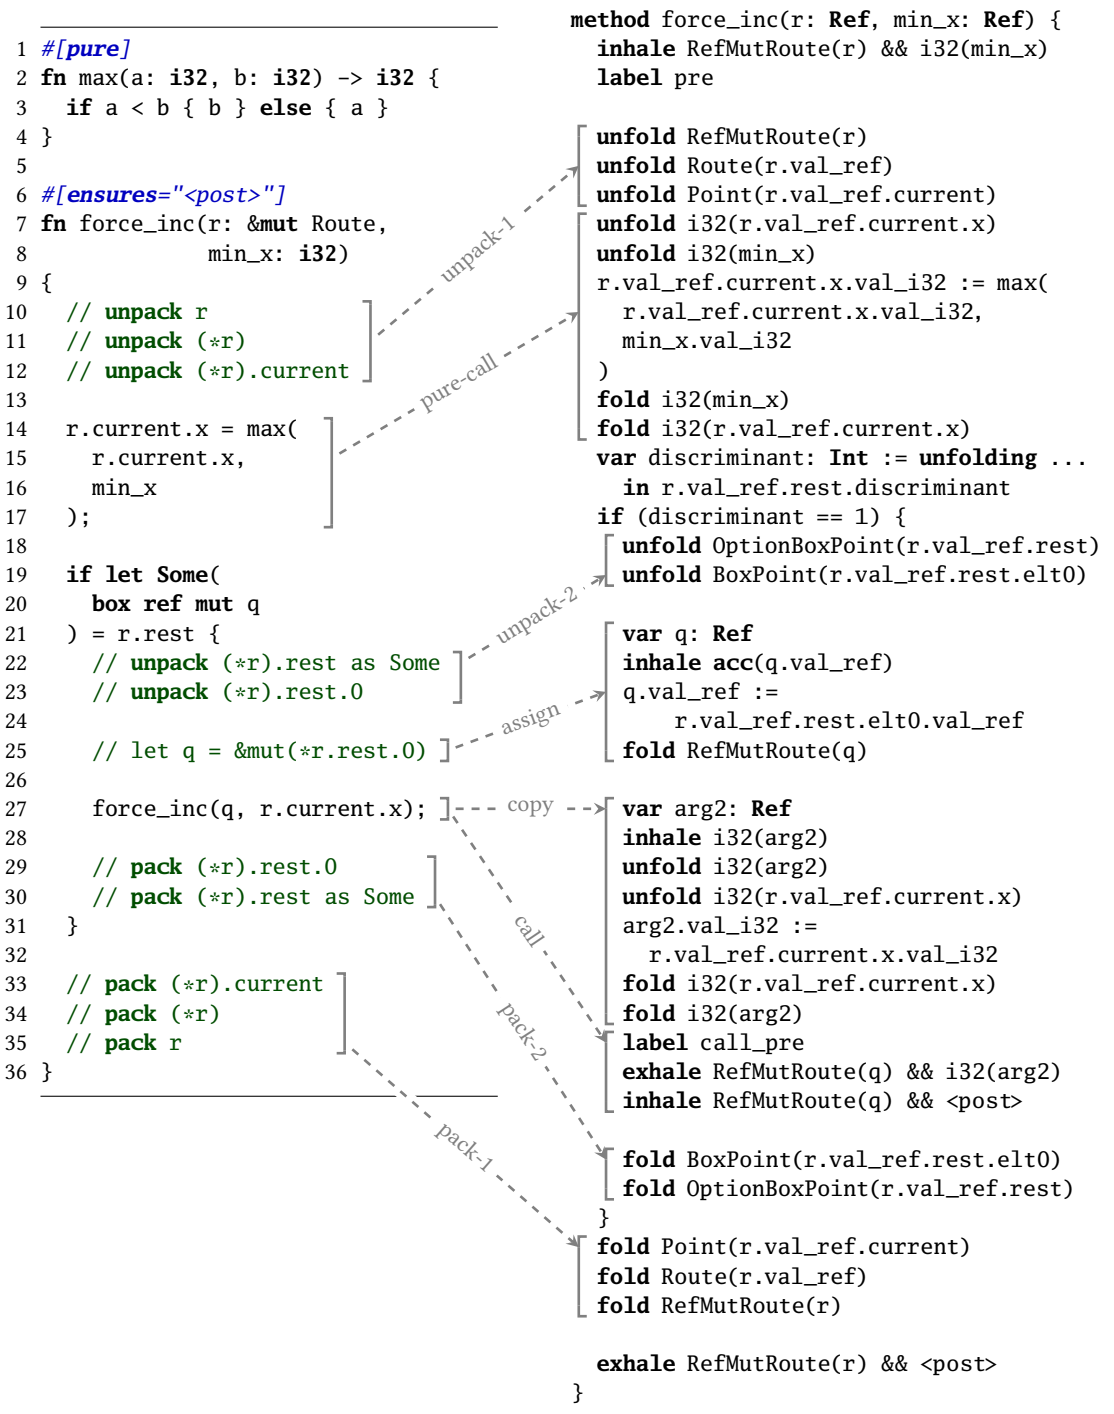 1 #[pure]
2 fn max(a: i32, b: i32) -> i32 {
3 if a < b { b } else { a }
4 }
5
6 #[ensures="<post>"]
7 fn force_inc(r: &mut Route,
8 min_x: i32)
9 {
10 // unpack r
11 // unpack (*r)
12 // unpack (*r).current
13
14 r.current.x = max(
15 r.current.x,
16 min_x
17 );
18
19 if let Some(
20 box ref mut q
21 ) = r.rest {
22 // unpack (*r).rest as Some
23 // unpack (*r).rest.0
24
25 // let q = &mut(*r.rest.0)
26
27 force_inc(q, r.current.x);
28
29 // pack (*r).rest.0
30 // pack (*r).rest as Some
31 }
32
33 // pack (*r).current
34 // pack (*r)
35 // pack r
36 }
unpack-1
pure-call
unpack-2
assign
copy
call
pack-2
pack-1
method force_inc(r: Ref, min_x: Ref) {
inhale RefMutRoute(r) && i32(min_x)
label pre
unfold RefMutRoute(r)
unfold Route(r.val_ref)
unfold Point(r.val_ref.current)
unfold i32(r.val_ref.current.x)
unfold i32(min_x)
r.val_ref.current.x.val_i32 := max(
r.val_ref.current.x.val_i32,
min_x.val_i32
)
fold i32(min_x)
fold i32(r.val_ref.current.x)
var discriminant: Int := unfolding ...
in r.val_ref.rest.discriminant
if (discriminant == 1) {
unfold OptionBoxPoint(r.val_ref.rest)
unfold BoxPoint(r.val_ref.rest.elt0)
var q: Ref
inhale acc(q.val_ref)
q.val_ref :=
r.val_ref.rest.elt0.val_ref
fold RefMutRoute(q)
var arg2: Ref
inhale i32(arg2)
unfold i32(arg2)
unfold i32(r.val_ref.current.x)
arg2.val_i32 :=
r.val_ref.current.x.val_i32
fold i32(r.val_ref.current.x)
fold i32(arg2)
label call_pre
exhale RefMutRoute(q) && i32(arg2)
inhale RefMutRoute(q) && <post>
fold BoxPoint(r.val_ref.rest.elt0)
fold OptionBoxPoint(r.val_ref.rest)
}
fold Point(r.val_ref.current)
fold Route(r.val_ref)
fold RefMutRoute(r)
exhale RefMutRoute(r) && <post>
}